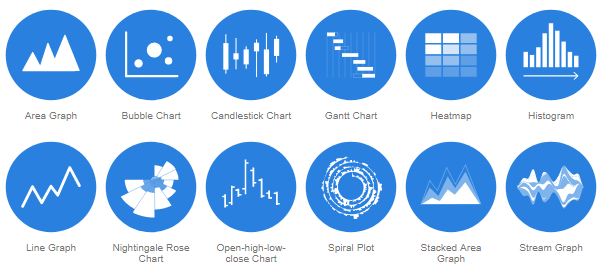 Area Graph
Bubble Chart
Candlestick Chart
Gantt Chart
Heatmap
Histogram
Line Graph
Nightingale Rose
Chart
Open-high-low-
close Chart
Spiral Plot
Stacked Area
Graph
Stream Graph